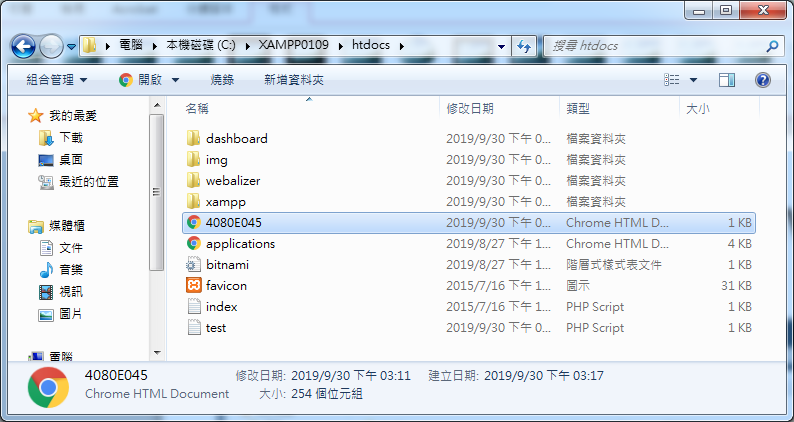 電腦 本機磁碟 (C:) XAMPP0109 htdocs 搜尋 htdocs
組合管理 開啟 燒錄 新增資料夾
我的最愛
下載
桌面
最近的位置
媒體櫃
文件
音樂
視訊
圖片
電腦
名稱 修改日期 類型 大小
dashboard 2019/9/30 下午 0... 檔案資料夾
img 2019/9/30 下午 0... 檔案資料夾
webalizer 2019/9/30 下午 0... 檔案資料夾
xampp 2019/9/30 下午 0... 檔案資料夾
4080E045 2019/9/30 下午 0... Chrome HTML D... 1 KB
applications 2019/8/27 下午 1... Chrome HTML D... 4 KB
bitnami 2019/8/27 下午 1... 階層式樣式表文件 1 KB
favicon 2015/7/16 下午 1... 圖示 31 KB
index 2015/7/16 下午 1... PHP Script 1 KB
test 2019/9/30 下午 0... PHP Script 1 KB
4080E045 修改日期: 2019/9/30 下午 03:11 建立日期: 2019/9/30 下午 03:17
Chrome HTML Document 大小: 254 個位元組